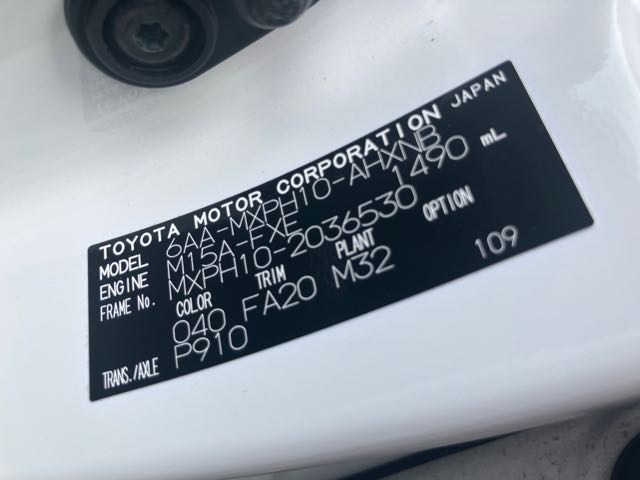 TOYOTA MOTOR CORPORATION JAPAN
MODEL 6AA-MXPH10-AHXNB
ENGINE M15A-FXE 1490 mL
FRAME No. MXPH10-2036530
COLOR TRIM PLANT OPTION
040 FA20 M32 109
TRANS./AXLE P910